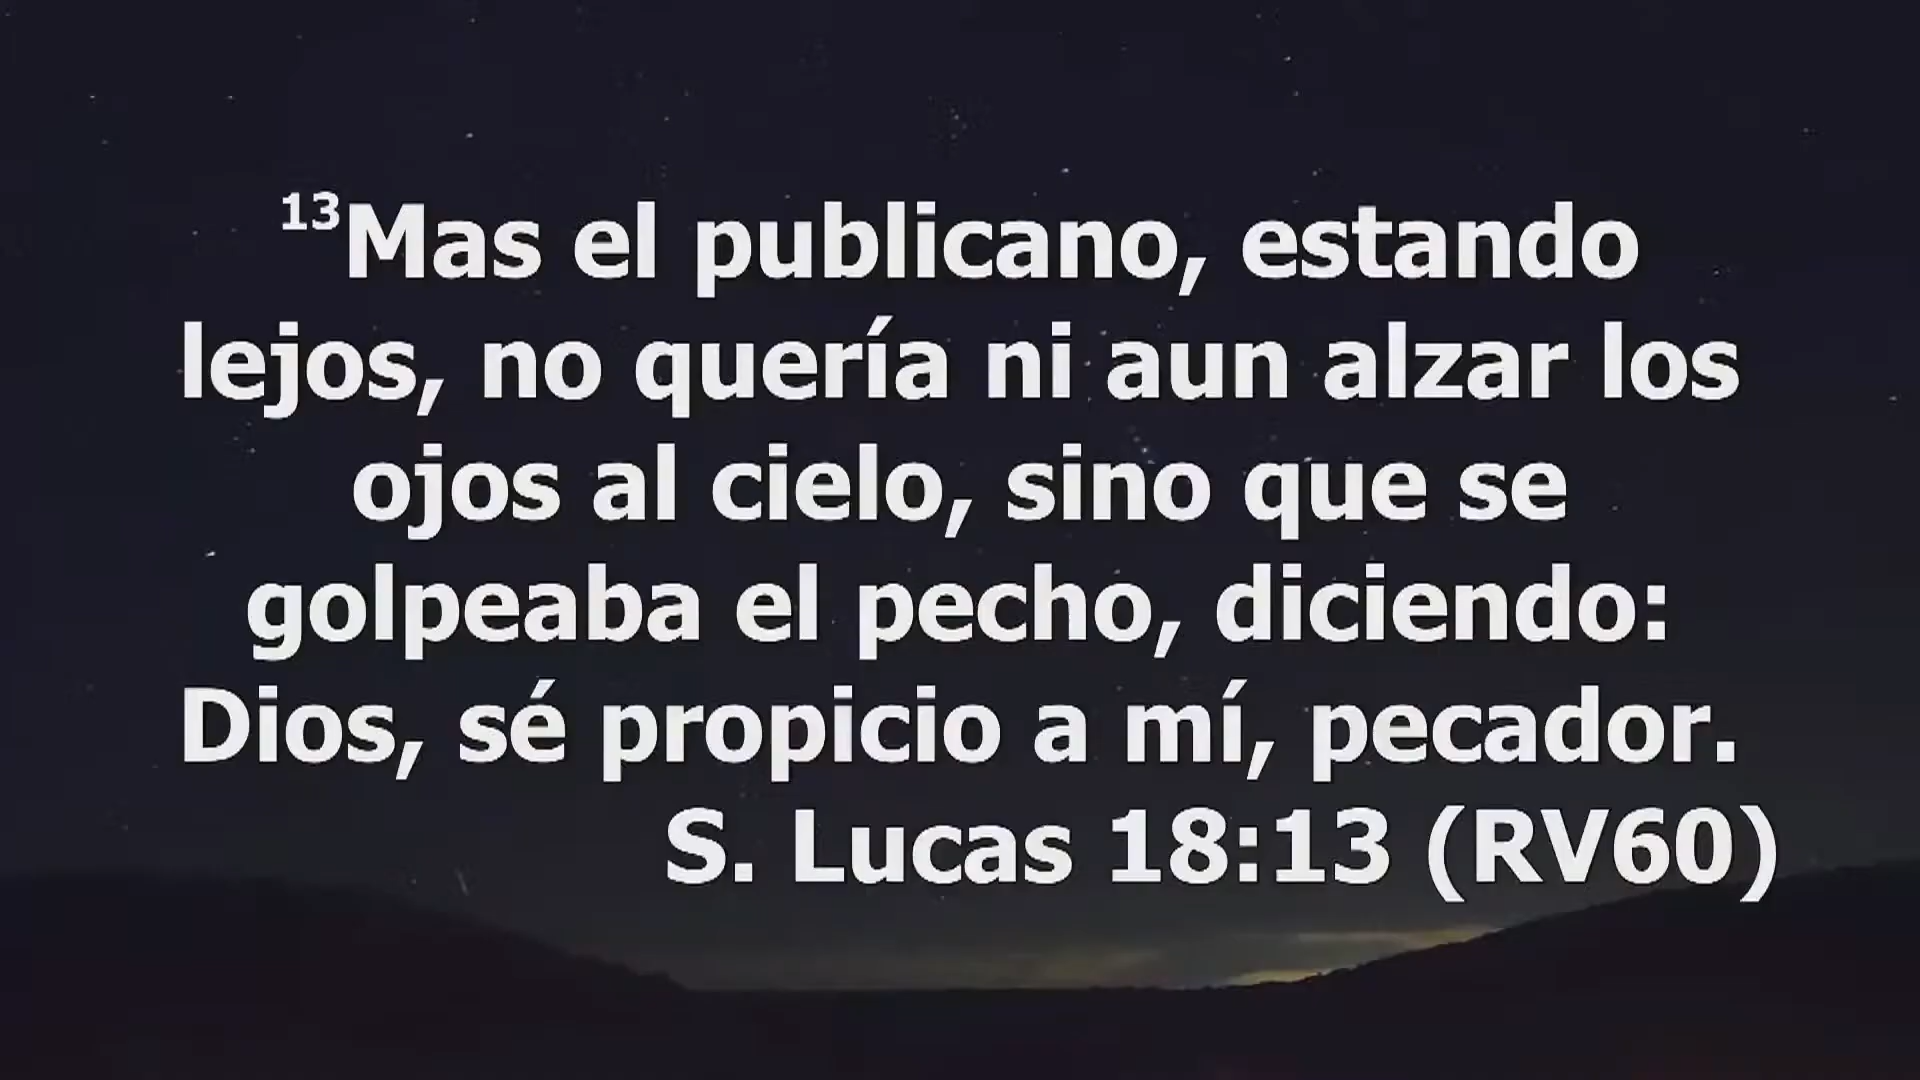 13Mas el publicano, estando
lejos, no quería ni aun alzar los
ojos al cielo, sino que se
golpeaba el pecho, diciendo:
Dios, sé propicio a mí, pecador.
S. Lucas 18:13 (RV60)